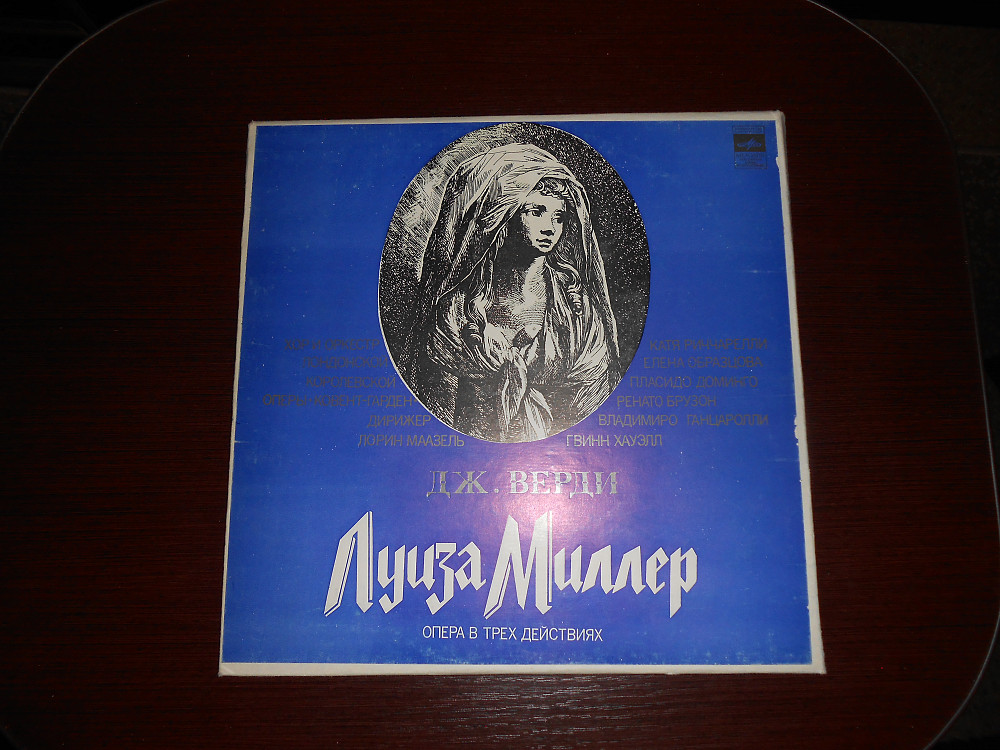 ХОР И ОРКЕСТР
ЛОНДОНСКОЙ
КОРОЛЕВСКОЙ
ОПЕРЫ КОВЕНТ-ГАРДЕН
ДИРИЖЕР
ЛОРИН МААЗЕЛЬ
КАТЯ РИЧЧАРЕЛЛИ
ЕЛЕНА ОБРАЗЦОВА
ПЛАСИДО ДОМИНГО
РЕНАТО БРУЗОН
ВЛАДИМИРО ГАНЦАРОЛЛИ
ГВИНН ХАУЭЛЛ
ДЖ. ВЕРДИ
Луиза Миллер
ОПЕРА В ТРЕХ ДЕЙСТВИЯХ